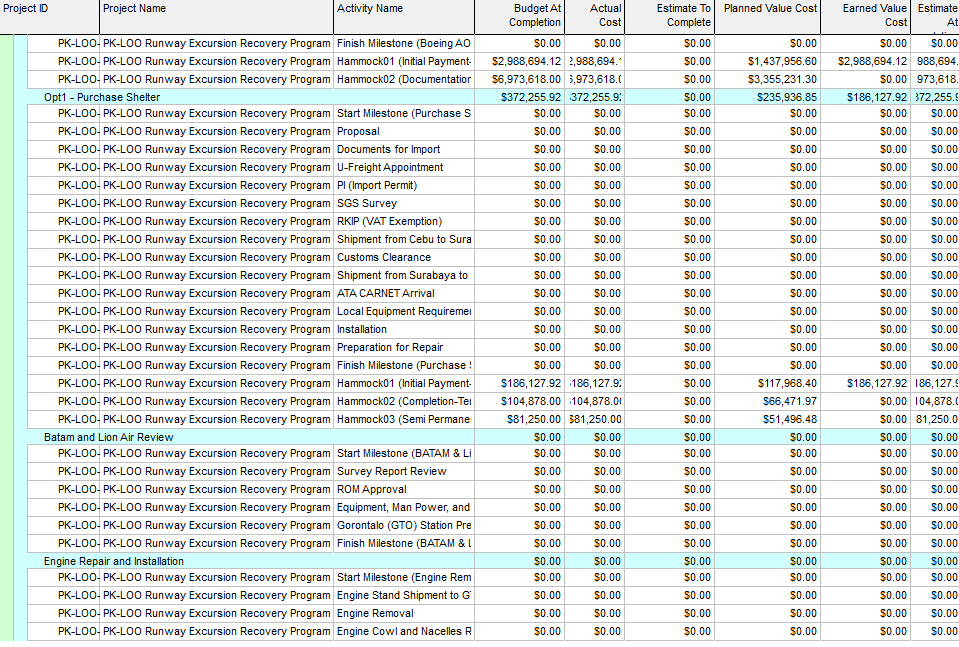 Project ID Project Name Activity Name Budget At Completion Actual Cost Estimate To Complete Planned Value Cost Earned Value Cost Estimate At
PK-LOO- PK-LOO Runway Excursion Recovery Program Finish Milestone (Boeing AO $0.00 $0.00 $0.00 $0.00 $0.00 $0.00
PK-LOO- PK-LOO Runway Excursion Recovery Program Hammock01 (Initial Payment- $2,988,694.12 2,988,694. $0.00 $1,437,956.60 $2,988,694.12 988,694.
PK-LOO- PK-LOO Runway Excursion Recovery Program Hammock02 (Documentation $6,973,618.00 ,973,618.0 $0.00 $3,355,231.30 $0.00 973,618.
Opt1 - Purchase Shelter $372,255.92 372,255.92 $0.00 $235,936.85 $186,127.92 372,255.9
PK-LOO- PK-LOO Runway Excursion Recovery Program Start Milestone (Purchase S $0.00 $0.00 $0.00 $0.00 $0.00 $0.00
PK-LOO- PK-LOO Runway Excursion Recovery Program Proposal $0.00 $0.00 $0.00 $0.00 $0.00 $0.00
PK-LOO- PK-LOO Runway Excursion Recovery Program Documents for Import $0.00 $0.00 $0.00 $0.00 $0.00 $0.00
PK-LOO- PK-LOO Runway Excursion Recovery Program U-Freight Appointment $0.00 $0.00 $0.00 $0.00 $0.00 $0.00
PK-LOO- PK-LOO Runway Excursion Recovery Program PI (Import Permit) $0.00 $0.00 $0.00 $0.00 $0.00 $0.00
PK-LOO- PK-LOO Runway Excursion Recovery Program SGS Survey $0.00 $0.00 $0.00 $0.00 $0.00 $0.00
PK-LOO- PK-LOO Runway Excursion Recovery Program RKIP (VAT Exemption) $0.00 $0.00 $0.00 $0.00 $0.00 $0.00
PK-LOO- PK-LOO Runway Excursion Recovery Program Shipment from Cebu to Sura $0.00 $0.00 $0.00 $0.00 $0.00 $0.00
PK-LOO- PK-LOO Runway Excursion Recovery Program Customs Clearance $0.00 $0.00 $0.00 $0.00 $0.00 $0.00
PK-LOO- PK-LOO Runway Excursion Recovery Program Shipment from Surabaya to $0.00 $0.00 $0.00 $0.00 $0.00 $0.00
PK-LOO- PK-LOO Runway Excursion Recovery Program ATA CARNET Arrival $0.00 $0.00 $0.00 $0.00 $0.00 $0.00
PK-LOO- PK-LOO Runway Excursion Recovery Program Local Equipment Requiremen $0.00 $0.00 $0.00 $0.00 $0.00 $0.00
PK-LOO- PK-LOO Runway Excursion Recovery Program Installation $0.00 $0.00 $0.00 $0.00 $0.00 $0.00
PK-LOO- PK-LOO Runway Excursion Recovery Program Preparation for Repair $0.00 $0.00 $0.00 $0.00 $0.00 $0.00
PK-LOO- PK-LOO Runway Excursion Recovery Program Finish Milestone (Purchase $0.00 $0.00 $0.00 $0.00 $0.00 $0.00
PK-LOO- PK-LOO Runway Excursion Recovery Program Hammock01 (Initial Payment- $186,127.92 186,127.92 $0.00 $117,968.40 $186,127.92 186,127.9
PK-LOO- PK-LOO Runway Excursion Recovery Program Hammock02 (Completion-Ter $104,878.00 104,878.00 $0.00 $66,471.97 $0.00 104,878.0
PK-LOO- PK-LOO Runway Excursion Recovery Program Hammock03 (Semi Permane $81,250.00 $81,250.00 $0.00 $51,496.48 $0.00 81,250.0
Batam and Lion Air Review $0.00 $0.00 $0.00 $0.00 $0.00 $0.00
PK-LOO- PK-LOO Runway Excursion Recovery Program Start Milestone (BATAM & Li $0.00 $0.00 $0.00 $0.00 $0.00 $0.00
PK-LOO- PK-LOO Runway Excursion Recovery Program Survey Report Review $0.00 $0.00 $0.00 $0.00 $0.00 $0.00
PK-LOO- PK-LOO Runway Excursion Recovery Program ROM Approval $0.00 $0.00 $0.00 $0.00 $0.00 $0.00
PK-LOO- PK-LOO Runway Excursion Recovery Program Equipment, Man Power, and $0.00 $0.00 $0.00 $0.00 $0.00 $0.00
PK-LOO- PK-LOO Runway Excursion Recovery Program Gorontalo (GTO) Station Pre $0.00 $0.00 $0.00 $0.00 $0.00 $0.00
PK-LOO- PK-LOO Runway Excursion Recovery Program Finish Milestone (BATAM & L $0.00 $0.00 $0.00 $0.00 $0.00 $0.00
Engine Repair and Installation $0.00 $0.00 $0.00 $0.00 $0.00 $0.00
PK-LOO- PK-LOO Runway Excursion Recovery Program Start Milestone (Engine Rem $0.00 $0.00 $0.00 $0.00 $0.00 $0.00
PK-LOO- PK-LOO Runway Excursion Recovery Program Engine Stand Shipment to G $0.00 $0.00 $0.00 $0.00 $0.00 $0.00
PK-LOO- PK-LOO Runway Excursion Recovery Program Engine Removal $0.00 $0.00 $0.00 $0.00 $0.00 $0.00
PK-LOO- PK-LOO Runway Excursion Recovery Program Engine Cowl and Nacelles R $0.00 $0.00 $0.00 $0.00 $0.00 $0.00